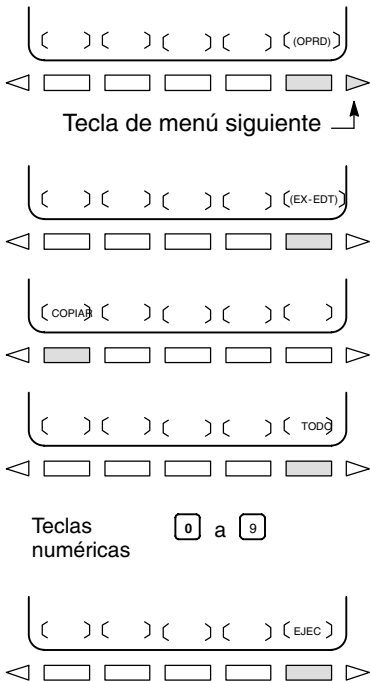 (OPRD)
Tecla de menú siguiente
(EX-EDT)
COPIAR
TODO
Teclas 0 a 9
numéricas
EJEC